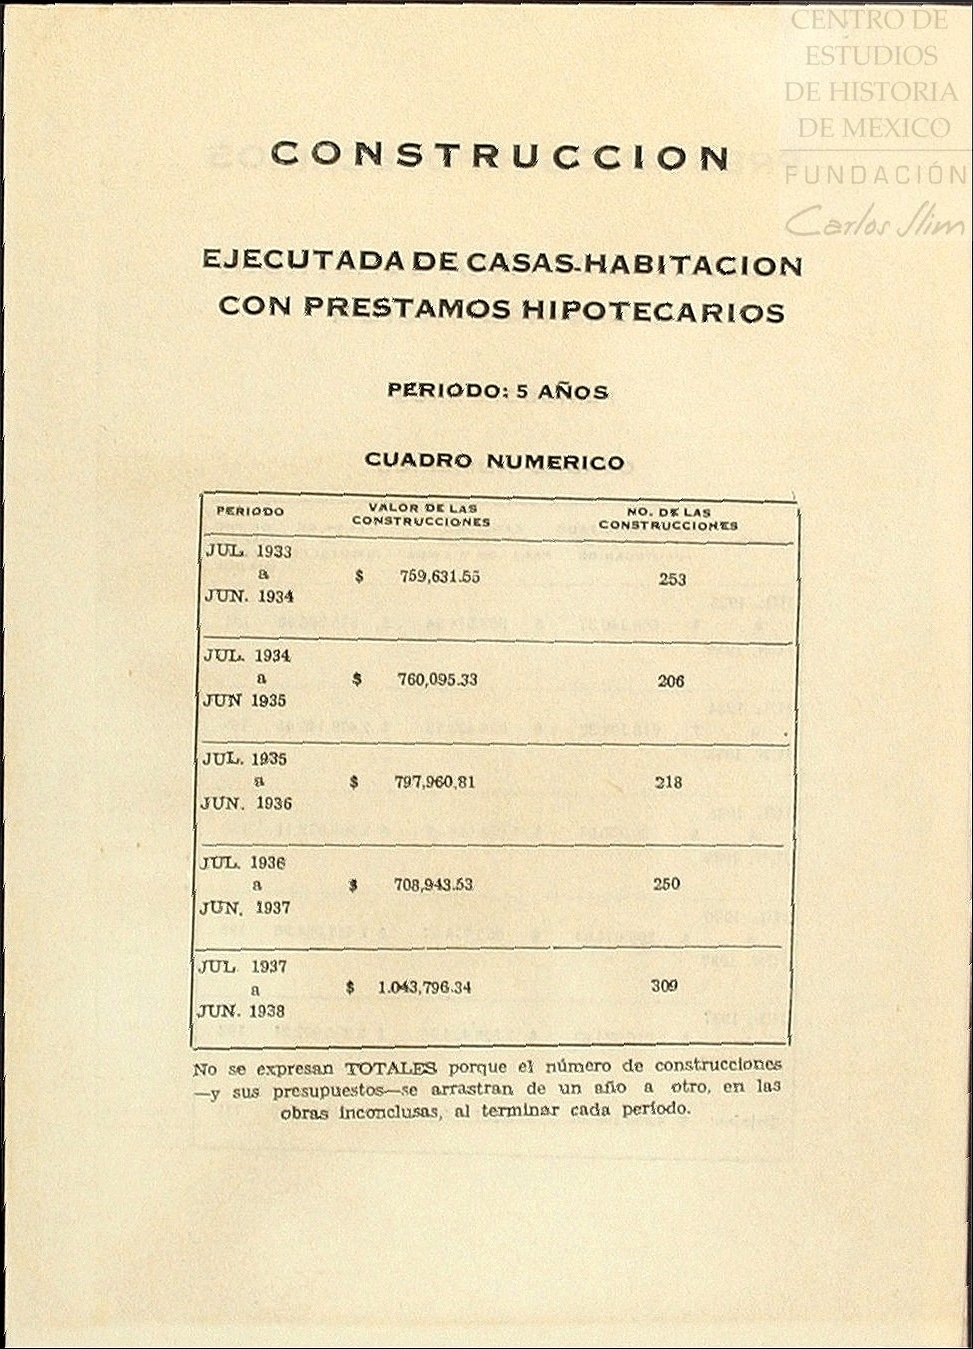 CENTRO DE
ESTUDIOS
DE HISTORIA
DE MEXICO
FUNDACIÓN
Carlos Slim
CONSTRUCCION
EJECUTADA DE CASAS-HABITACION
CON PRESTAMOS HIPOTECARIOS
PERIODO: 5 AÑOS
CUADRO NUMERICO
PERIODO VALOR DE LAS CONSTRUCCIONES NO. DE LAS CONSTRUCCIONES
JUL. 1933
a $ 759,631.55 253
JUN. 1934
JUL. 1934
a $ 760,095.33 206
JUN 1935
JUL. 1935
a $ 797,960.81 218
JUN. 1936
JUL. 1936
a $ 708,943.53 250
JUN. 1937
JUL 1937
a $ 1.043,796.34 309
JUN. 1938
No se expresan TOTALES porque el número de construcciones
—y sus presupuestos—se arrastran de un año a otro, en las
obras inconclusas, al terminar cada período.